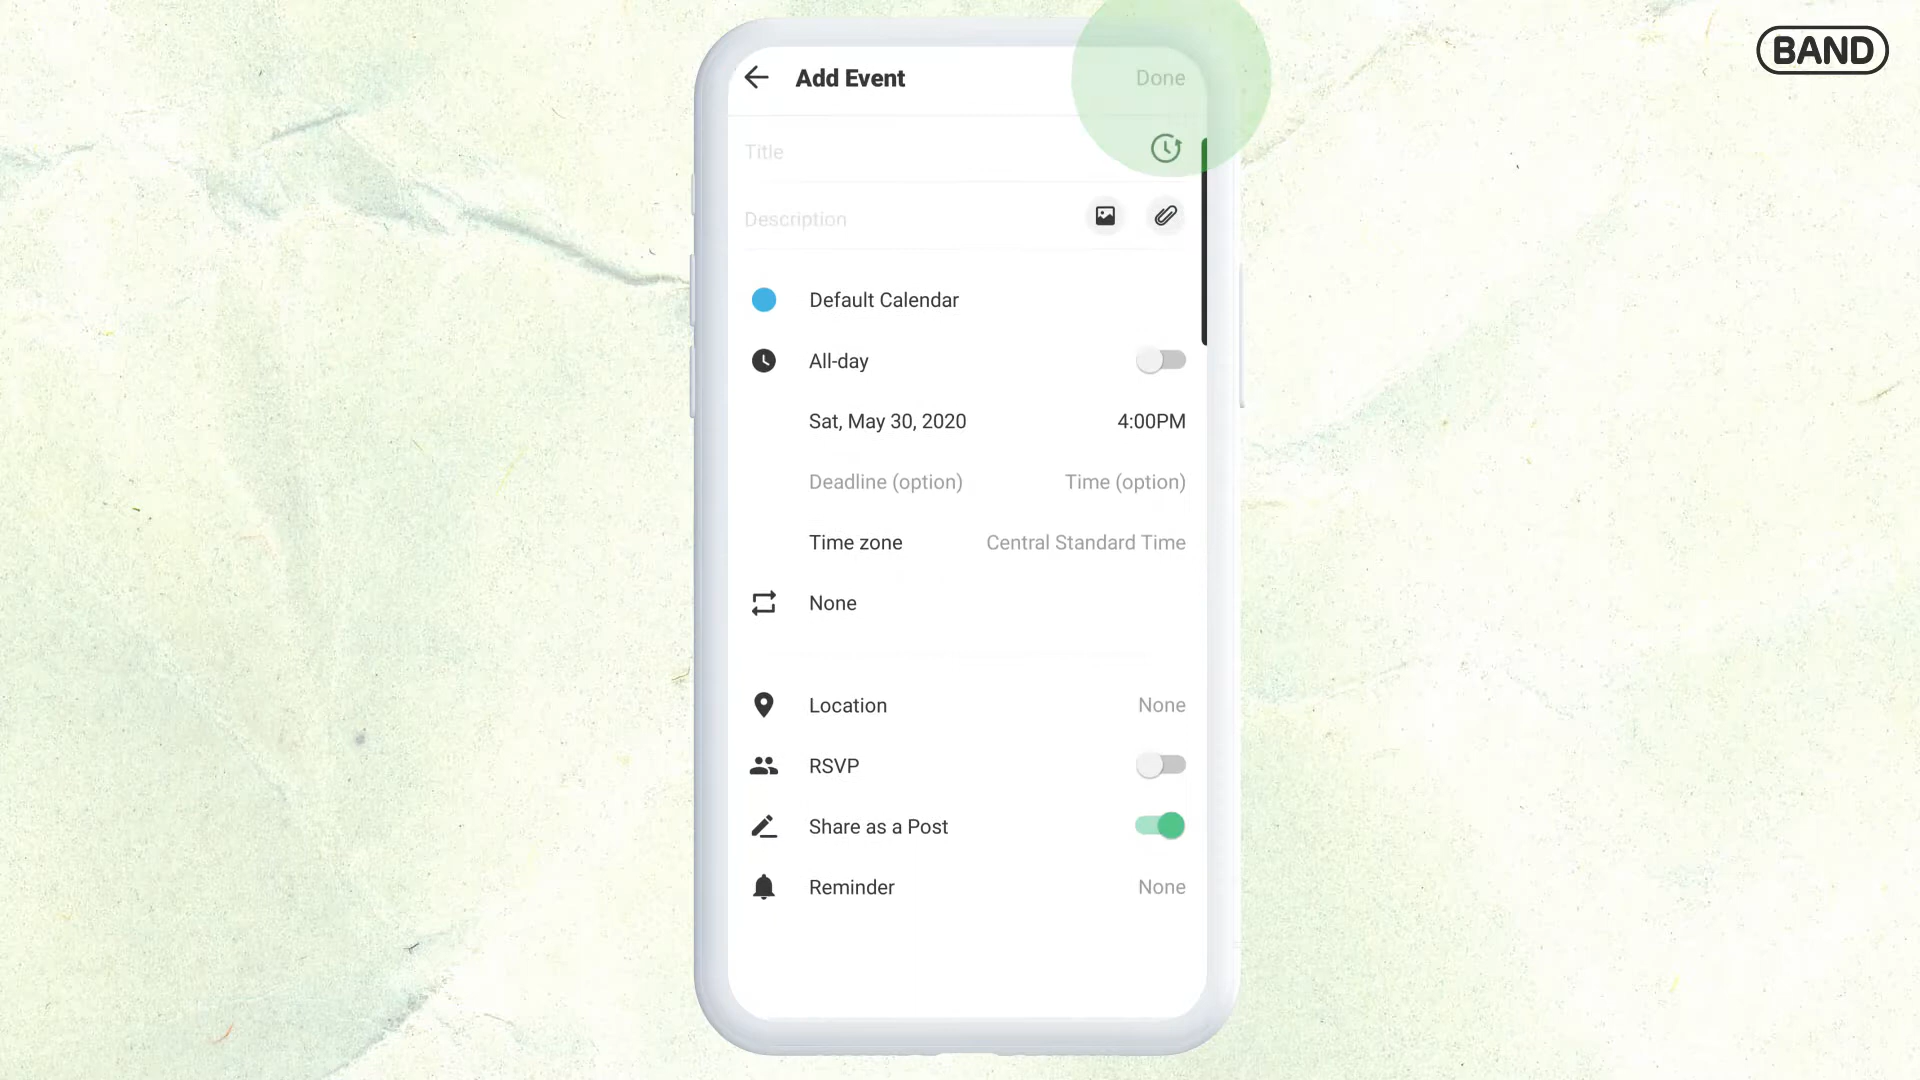 BAND
Add Event
Done
Title
Description
Default Calendar
All-day
Sat, May 30, 2020
4:00PM
Deadline (option)
Time (option)
Time zone
Central Standard Time
None
Location
None
RSVP
Share as a Post
Reminder
None